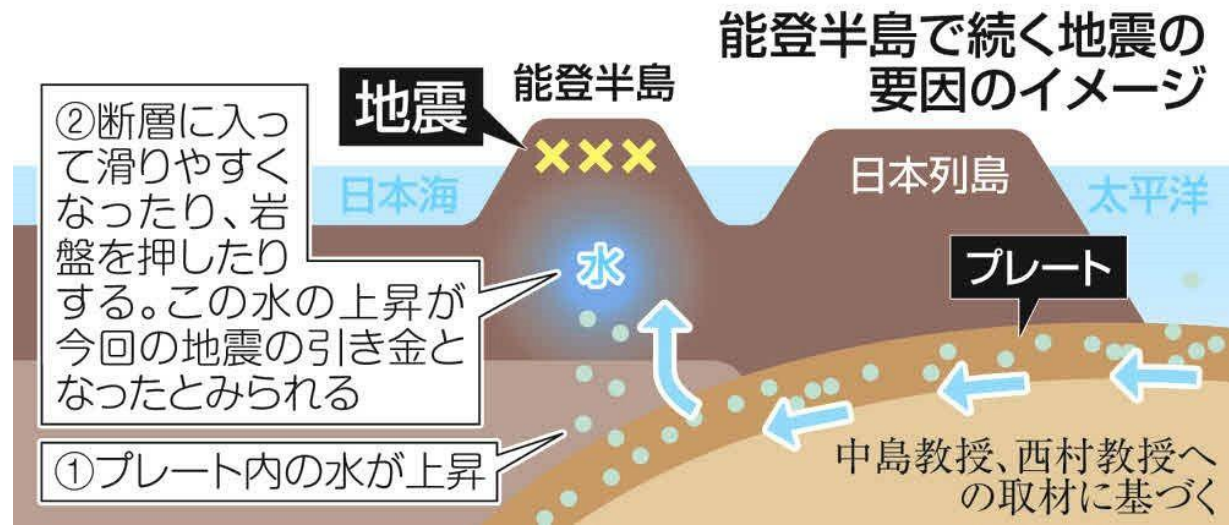 能登半島で続く地震の
要因のイメージ
能登半島
地震
②断層に入っ
て滑りやすく
なったり、岩
盤を押したり
する。この水の上昇が
今回の地震の引き金と
なったとみられる
日本海
日本列島
太平洋
水
プレート
①プレート内の水が上昇
中島教授、西村教授へ
の取材に基づく